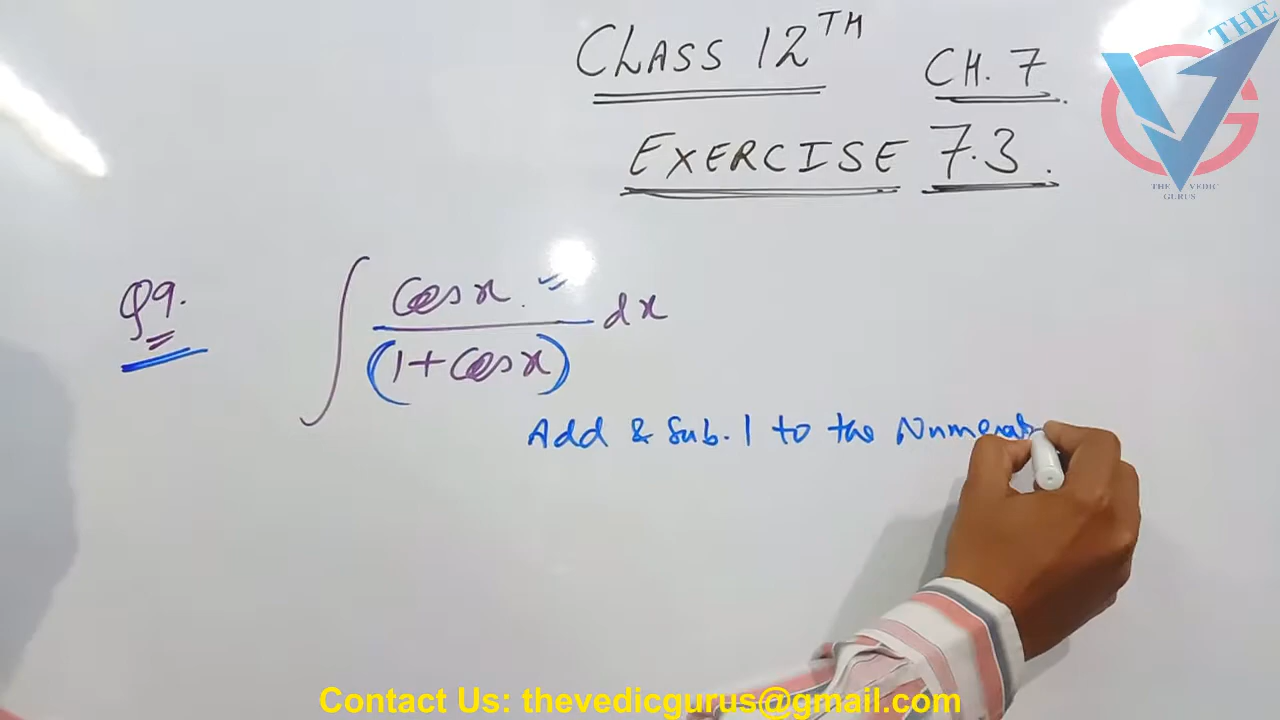 CLASS 12TH CH. 7
EXERCISE 7.3.
THE
THE VEDIC
GURUS
Q9. ∫ Cos x / (1 + Cos x) dx
Add & Sub. 1 to the Numerat
Contact Us: thevedicgurus@gmail.com